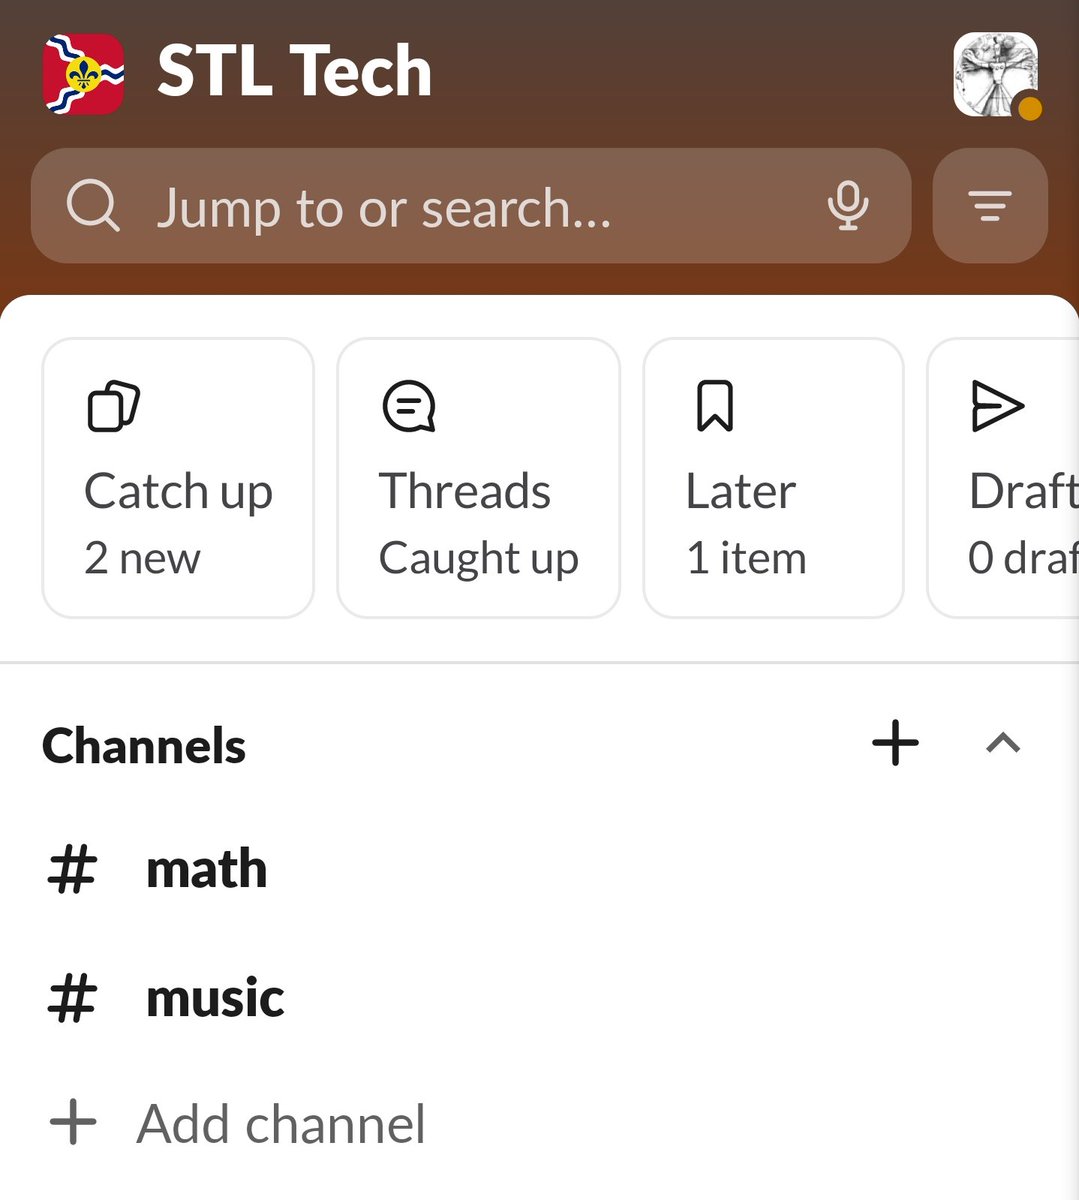 STL Tech
Jump to or search...
Catch up
2 new
Threads
Caught up
Later
1 item
Draft
0 draf
Channels
# math
# music
+ Add channel